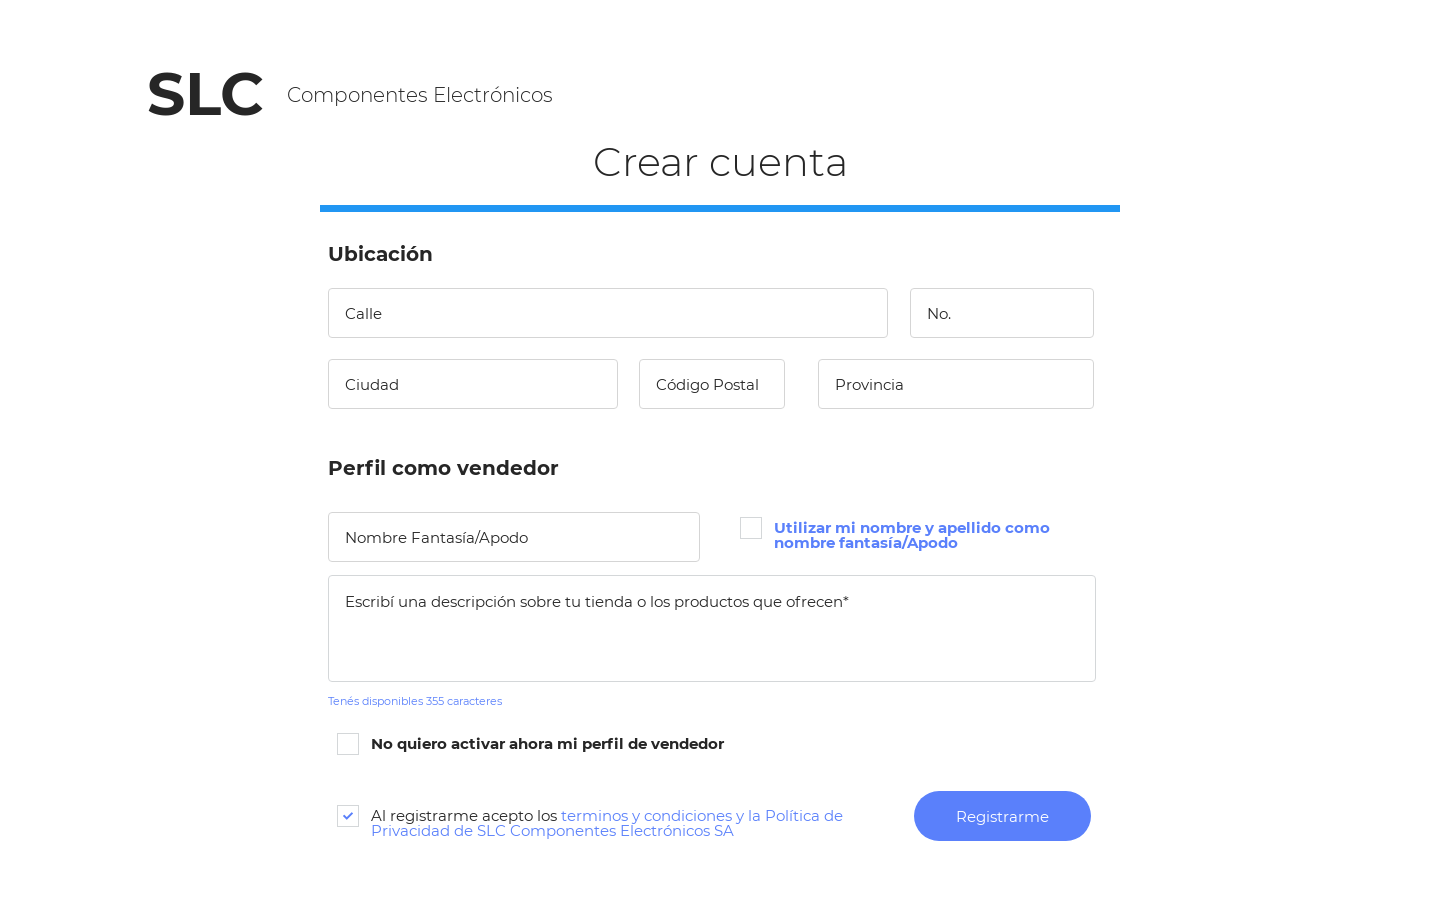 SLC Componentes Electrónicos
Crear cuenta
Ubicación
Calle No.
Ciudad Código Postal Provincia
Perfil como vendedor
Nombre Fantasía/Apodo
Utilizar mi nombre y apellido como
nombre fantasía/Apodo
Escribí una descripción sobre tu tienda o los productos que ofrecen*
Tenés disponibles 355 caracteres
No quiero activar ahora mi perfil de vendedor
Al registrarme acepto los terminos y condiciones y la Política de
Privacidad de SLC Componentes Electrónicos SA
Registrarme